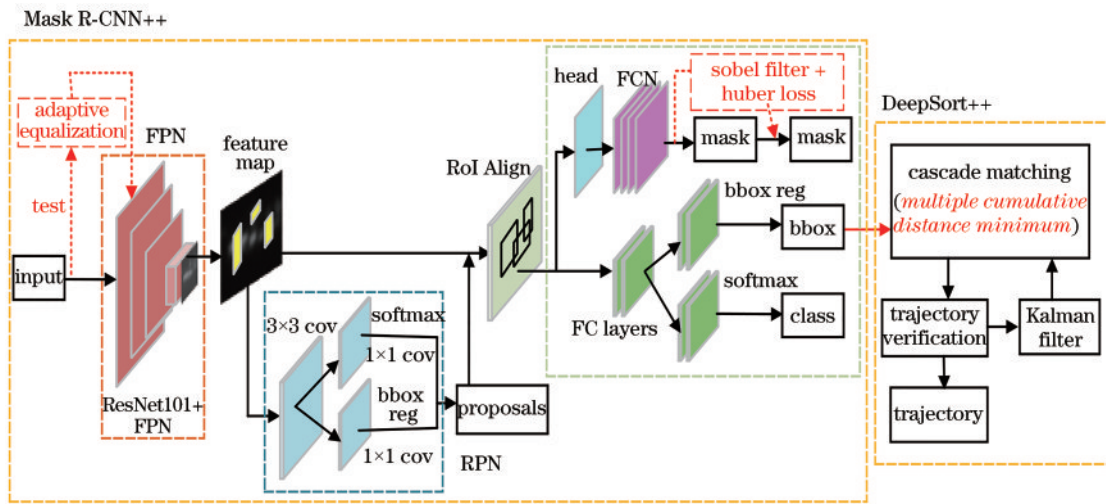 Mask R-CNN++
adaptive
equalization
FPN
test
input
ResNet101+
FPN
feature
map
3×3 cov
softmax
1×1 cov
bbox
reg
1×1 cov
RPN
proposals
RoI Align
head
FCN
sobel filter +
huber loss
mask
mask
bbox reg
bbox
FC layers
softmax
class
DeepSort++
cascade matching
(multiple cumulative
distance minimum)
trajectory
verification
Kalman
filter
trajectory